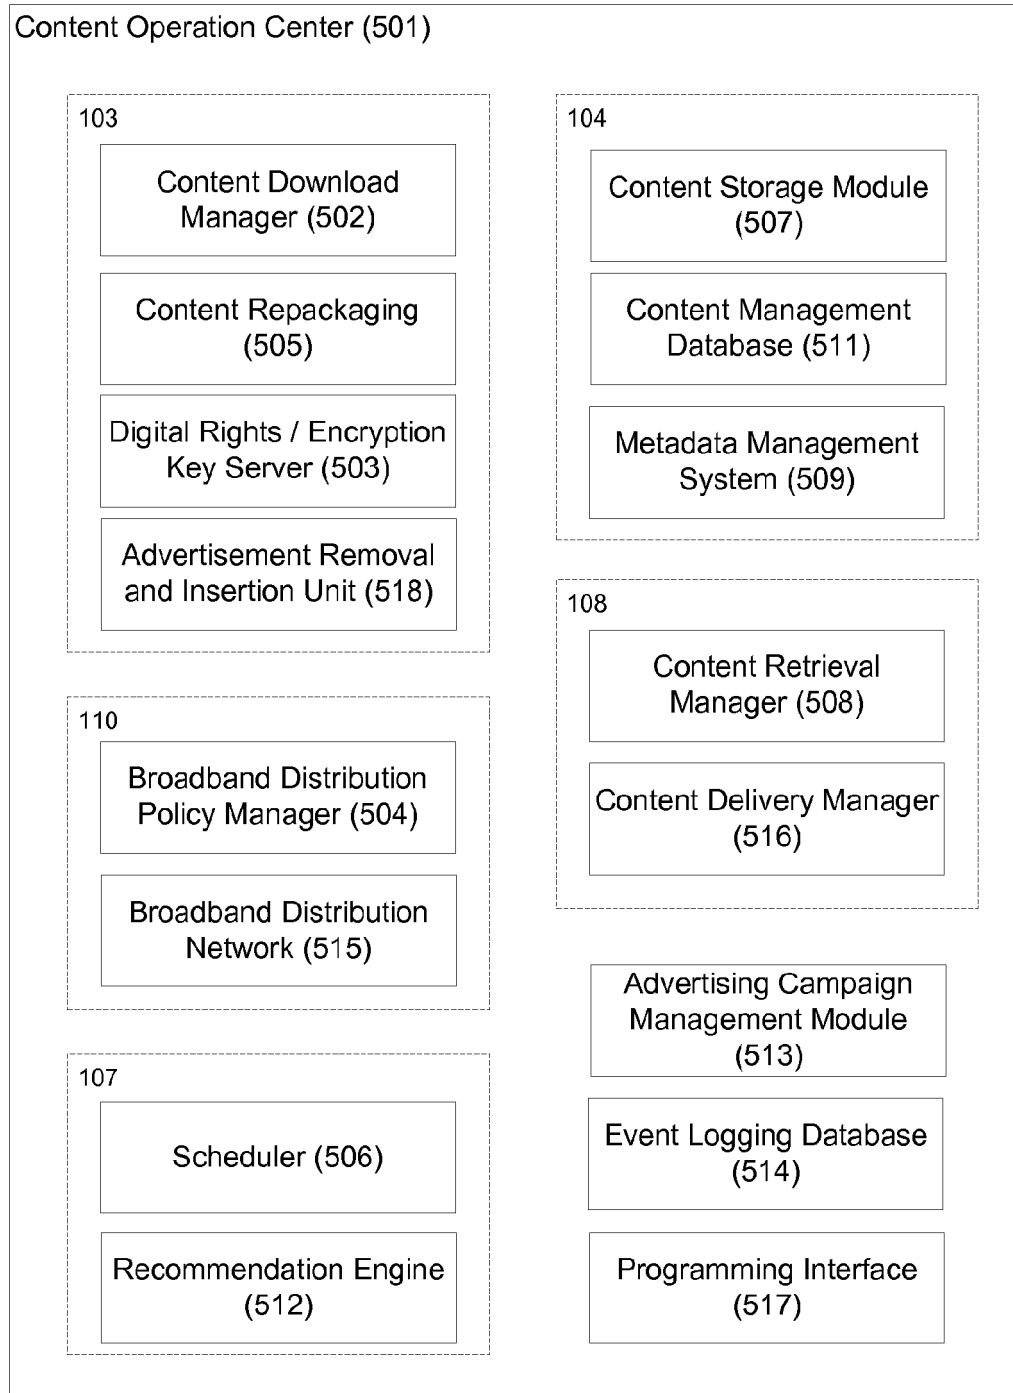 Content Operation Center (501)
103
Content Download
Manager (502)
Content Repackaging
(505)
Digital Rights / Encryption
Key Server (503)
Advertisement Removal
and Insertion Unit (518)
110
Broadband Distribution
Policy Manager (504)
Broadband Distribution
Network (515)
107
Scheduler (506)
Recommendation Engine
(512)
104
Content Storage Module
(507)
Content Management
Database (511)
Metadata Management
System (509)
108
Content Retrieval
Manager (508)
Content Delivery Manager
(516)
Advertising Campaign
Management Module
(513)
Event Logging Database
(514)
Programming Interface
(517)